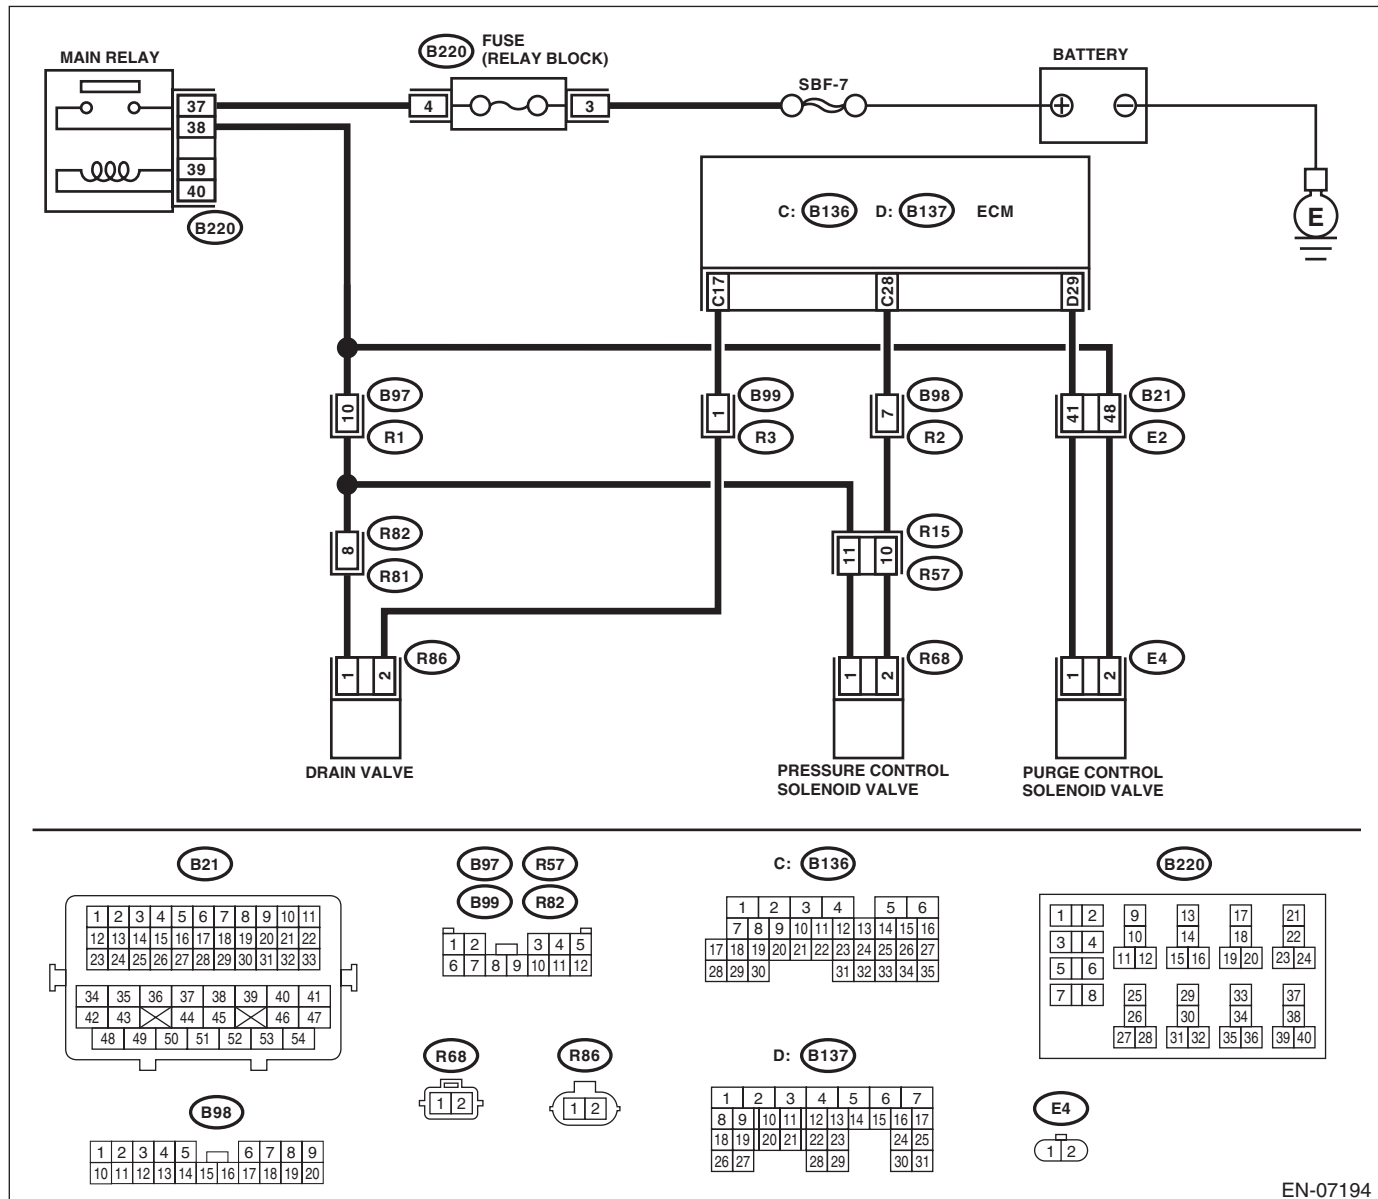 MAIN RELAY
B220
FUSE
(RELAY BLOCK)
SBF-7
BATTERY
37
38
39
40
4
3
B220
E
C: B136 D: B137 ECM
C17
C28
D29
10
B97
R1
1
B99
R3
7
B98
R2
41
48
B21
E2
8
R82
R81
11
10
R15
R57
1
2
R86
1
2
R68
1
2
E4
DRAIN VALVE
PRESSURE CONTROL
SOLENOID VALVE
PURGE CONTROL
SOLENOID VALVE
B21
1 2 3 4 5 6 7 8 9 10 11
12 13 14 15 16 17 18 19 20 21 22
23 24 25 26 27 28 29 30 31 32 33
34 35 36 37 38 39 40 41
42 43 44 45 46 47
48 49 50 51 52 53 54
B98
1 2 3 4 5 6 7 8 9
10 11 12 13 14 15 16 17 18 19 20
B97 R57
B99 R82
1 2 3 4 5
6 7 8 9 10 11 12
R68
1 2
R86
1 2
C: B136
1 2 3 4 5 6
7 8 9 10 11 12 13 14 15 16
17 18 19 20 21 22 23 24 25 26 27
28 29 30 31 32 33 34 35
D: B137
1 2 3 4 5 6 7
8 9 10 11 12 13 14 15 16 17
18 19 20 21 22 23 24 25
26 27 28 29 30 31
B220
1 2 9 13 17 21
3 4 10 14 18 22
5 6 11 12 15 16 19 20 23 24
7 8 25 29 33 37
26 30 34 38
27 28 31 32 35 36 39 40
E4
1 2
EN-07194